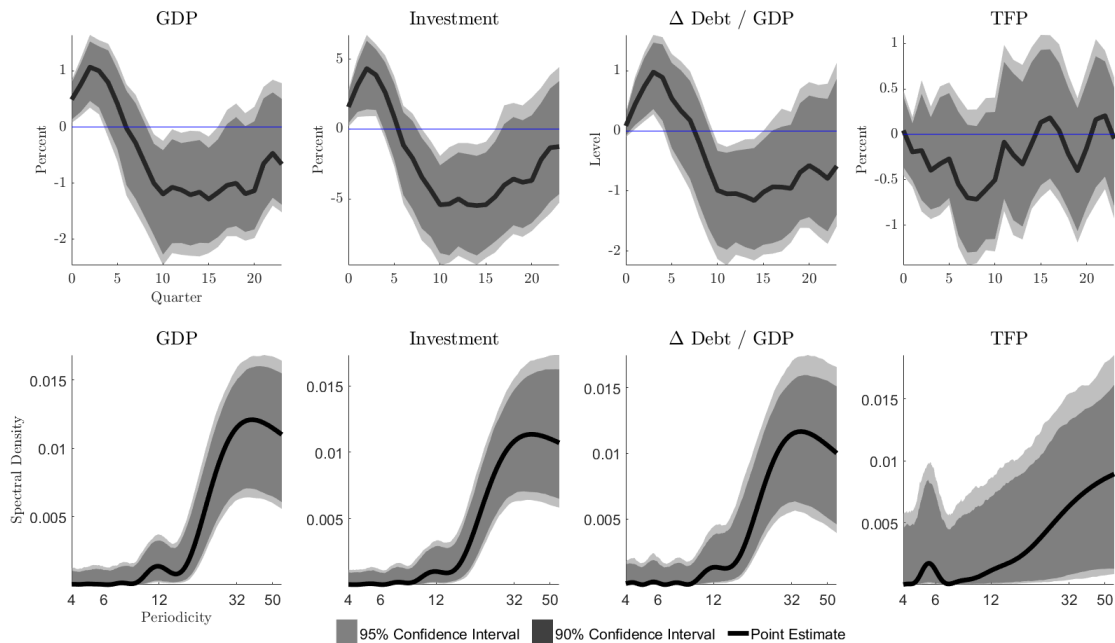 GDP Investment Δ Debt / GDP TFP
Percent 1 0 -1 -2
0 5 10 15 20
Quarter
Percent 5 0 -5
0 5 10 15 20
Level 1 0 -1 -2
0 5 10 15 20
Percent 1 0.5 0 -0.5 -1
0 5 10 15 20
GDP Investment Δ Debt / GDP TFP
Spectral Density 0.015 0.01 0.005
4 6 12 32 50
Periodicity
0.015 0.01 0.005
4 6 12 32 50
0.015 0.01 0.005
4 6 12 32 50
0.015 0.01 0.005
4 6 12 32 50
95% Confidence Interval 90% Confidence Interval Point Estimate